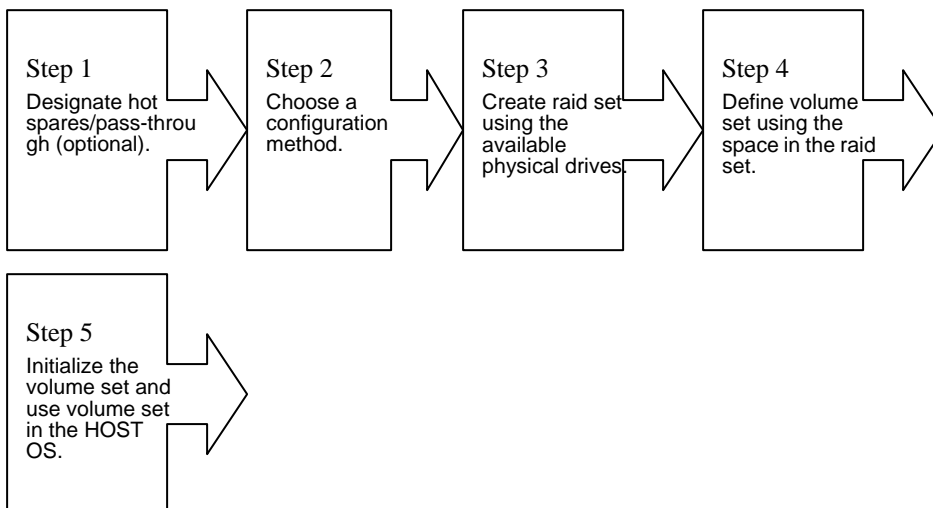 Step 1
Designate hot
spares/pass-throu
gh (optional).
Step 2
Choose a
configuration
method.
Step 3
Create raid set
using the
available
physical drives.
Step 4
Define volume
set using the
space in the raid
set.
Step 5
Initialize the
volume set and
use volume set
in the HOST
OS.